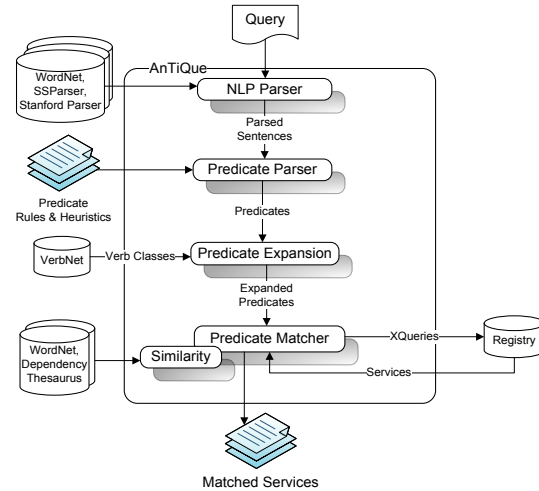 Query
AnTiQue
WordNet,
SSParser,
Stanford Parser
NLP Parser
Parsed
Sentences
Predicate Parser
Predicate
Rules & Heuristics
Predicates
VerbNet
Verb Classes
Predicate Expansion
Expanded
Predicates
Predicate Matcher
XQueries
Registry
WordNet,
Dependency
Thesaurus
Similarity
Services
Matched Services